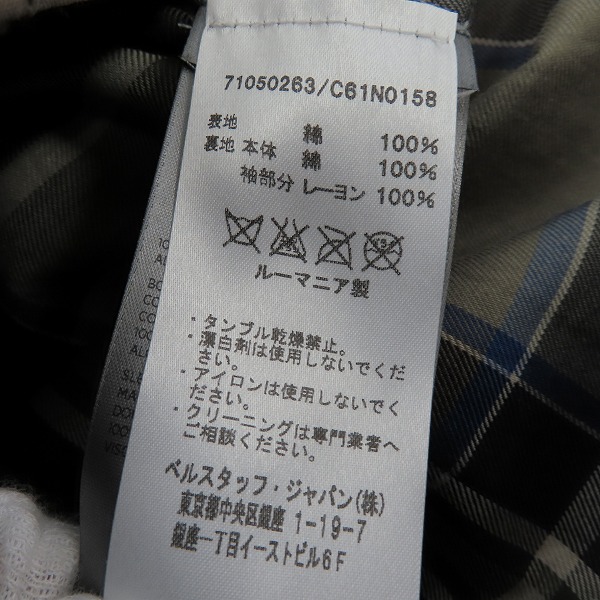 71050263/C61N0158
表地 綿 100%
裏地 本体 綿 100%
袖部分 レーヨン 100%
ルーマニア製
・タンブル乾燥禁止。
・漂白剤は使用しないでくだ
さい。
・アイロンは使用しないでく
ださい。
・クリーニングは専門業者へ
ご相談ください。
ベルスタッフ・ジャパン(株)
東京都中央区銀座 1-19-7
銀座一丁目イーストビル6F